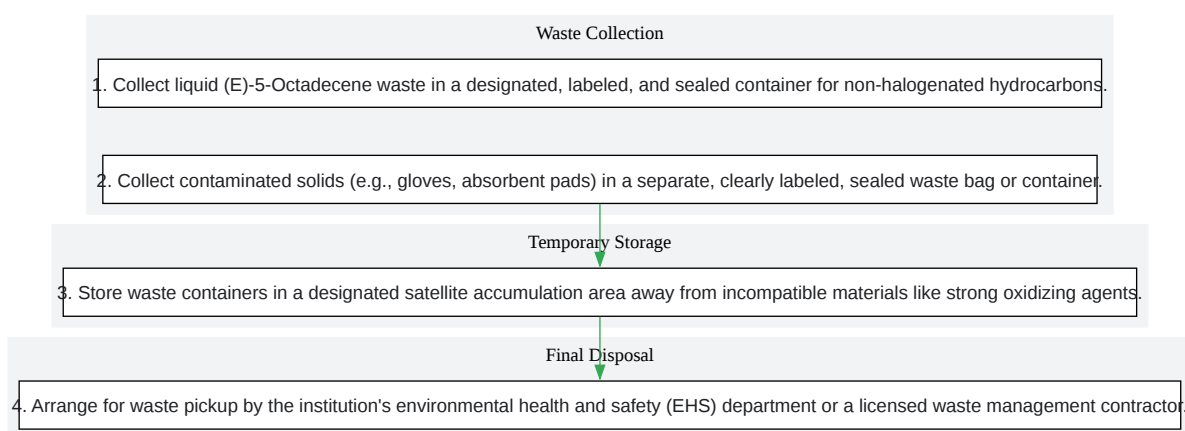 Waste Collection
1. Collect liquid (E)-5-Octadecene waste in a designated, labeled, and sealed container for non-halogenated hydrocarbons.
2. Collect contaminated solids (e.g., gloves, absorbent pads) in a separate, clearly labeled, sealed waste bag or container.
Temporary Storage
3. Store waste containers in a designated satellite accumulation area away from incompatible materials like strong oxidizing agents.
Final Disposal
4. Arrange for waste pickup by the institution's environmental health and safety (EHS) department or a licensed waste management contractor.